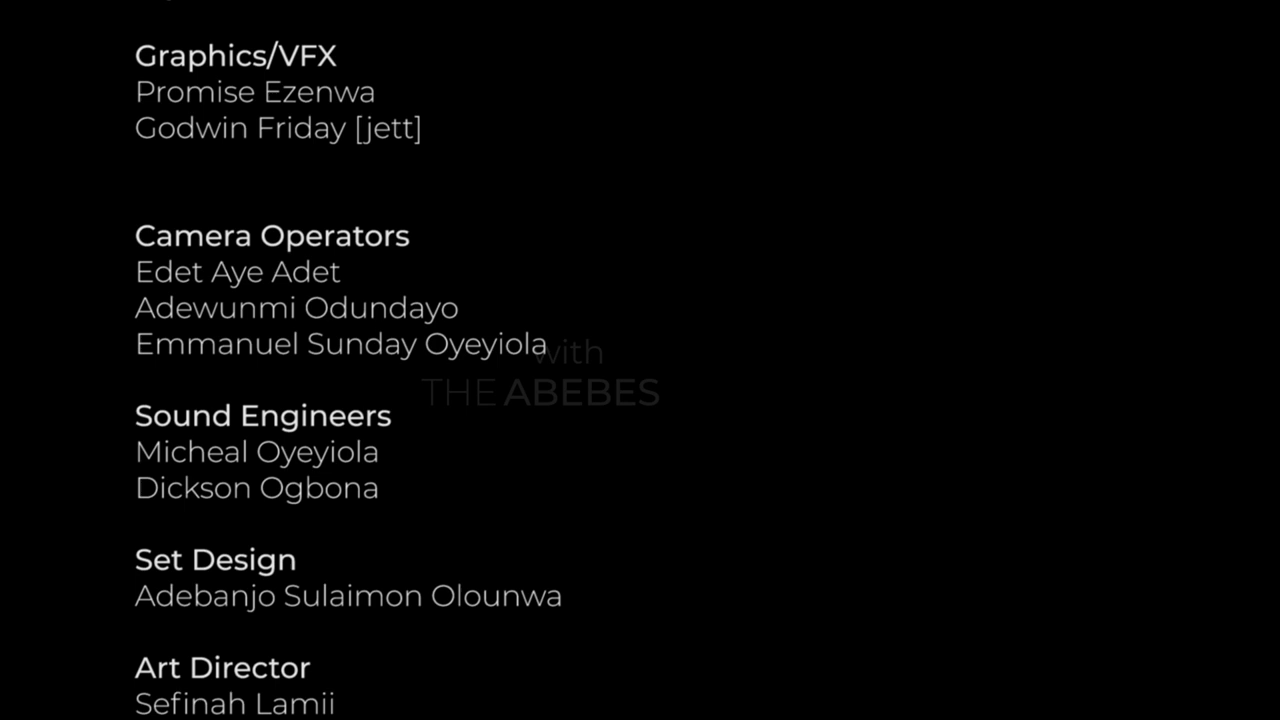 Graphics/VFX
Promise Ezenwa
Godwin Friday [jett]
Camera Operators
Edet Aye Adet
Adewunmi Odundayo
Emmanuel Sunday Oyeyiola
with
THE ABEBES
Sound Engineers
Micheal Oyeyiola
Dickson Ogbona
Set Design
Adebanjo Sulaimon Olounwa
Art Director
Sefinah Lamii